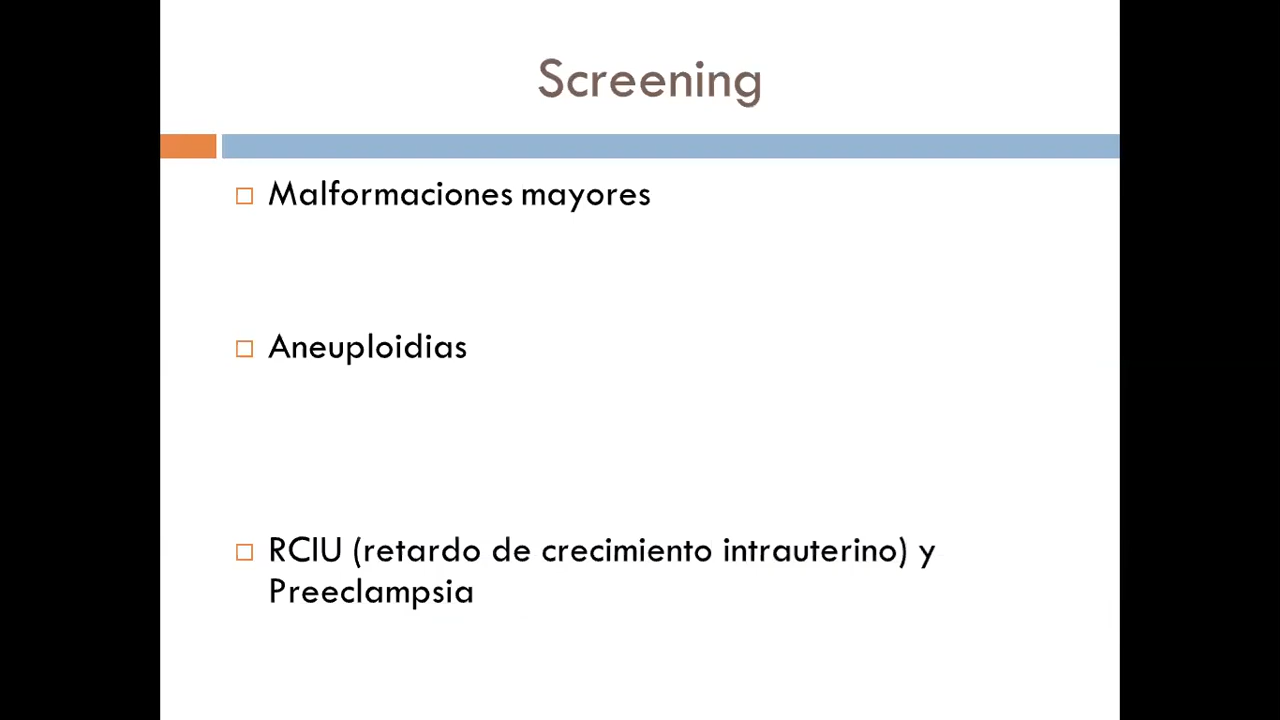 Screening
Malformaciones mayores
Aneuploidias
RCIU (retardo de crecimiento intrauterino) y
Preeclampsia